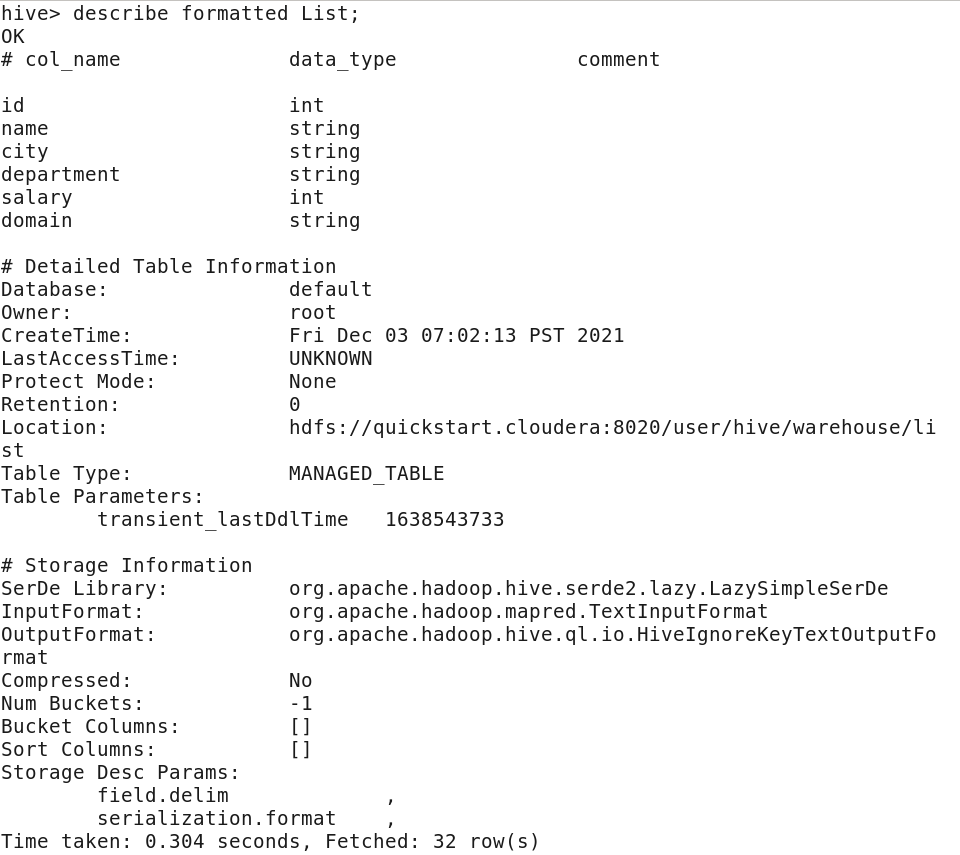 hive> describe formatted List;
OK
# col_name              data_type               comment

id                      int
name                    string
city                    string
department              string
salary                  int
domain                  string

# Detailed Table Information
Database:               default
Owner:                  root
CreateTime:             Fri Dec 03 07:02:13 PST 2021
LastAccessTime:         UNKNOWN
Protect Mode:           None
Retention:              0
Location:               hdfs://quickstart.cloudera:8020/user/hive/warehouse/li
st
Table Type:             MANAGED_TABLE
Table Parameters:
        transient_lastDdlTime   1638543733

# Storage Information
SerDe Library:          org.apache.hadoop.hive.serde2.lazy.LazySimpleSerDe
InputFormat:            org.apache.hadoop.mapred.TextInputFormat
OutputFormat:           org.apache.hadoop.hive.ql.io.HiveIgnoreKeyTextOutputFo
rmat
Compressed:             No
Num Buckets:            -1
Bucket Columns:         []
Sort Columns:           []
Storage Desc Params:
        field.delim             ,
        serialization.format    ,
Time taken: 0.304 seconds, Fetched: 32 row(s)